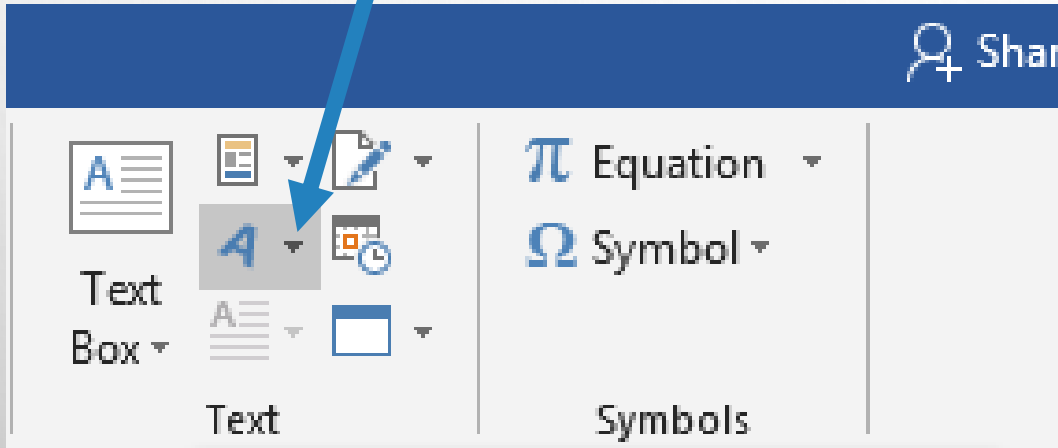 Shar
π Equation
Ω Symbol
Text
Box
Text
Symbols